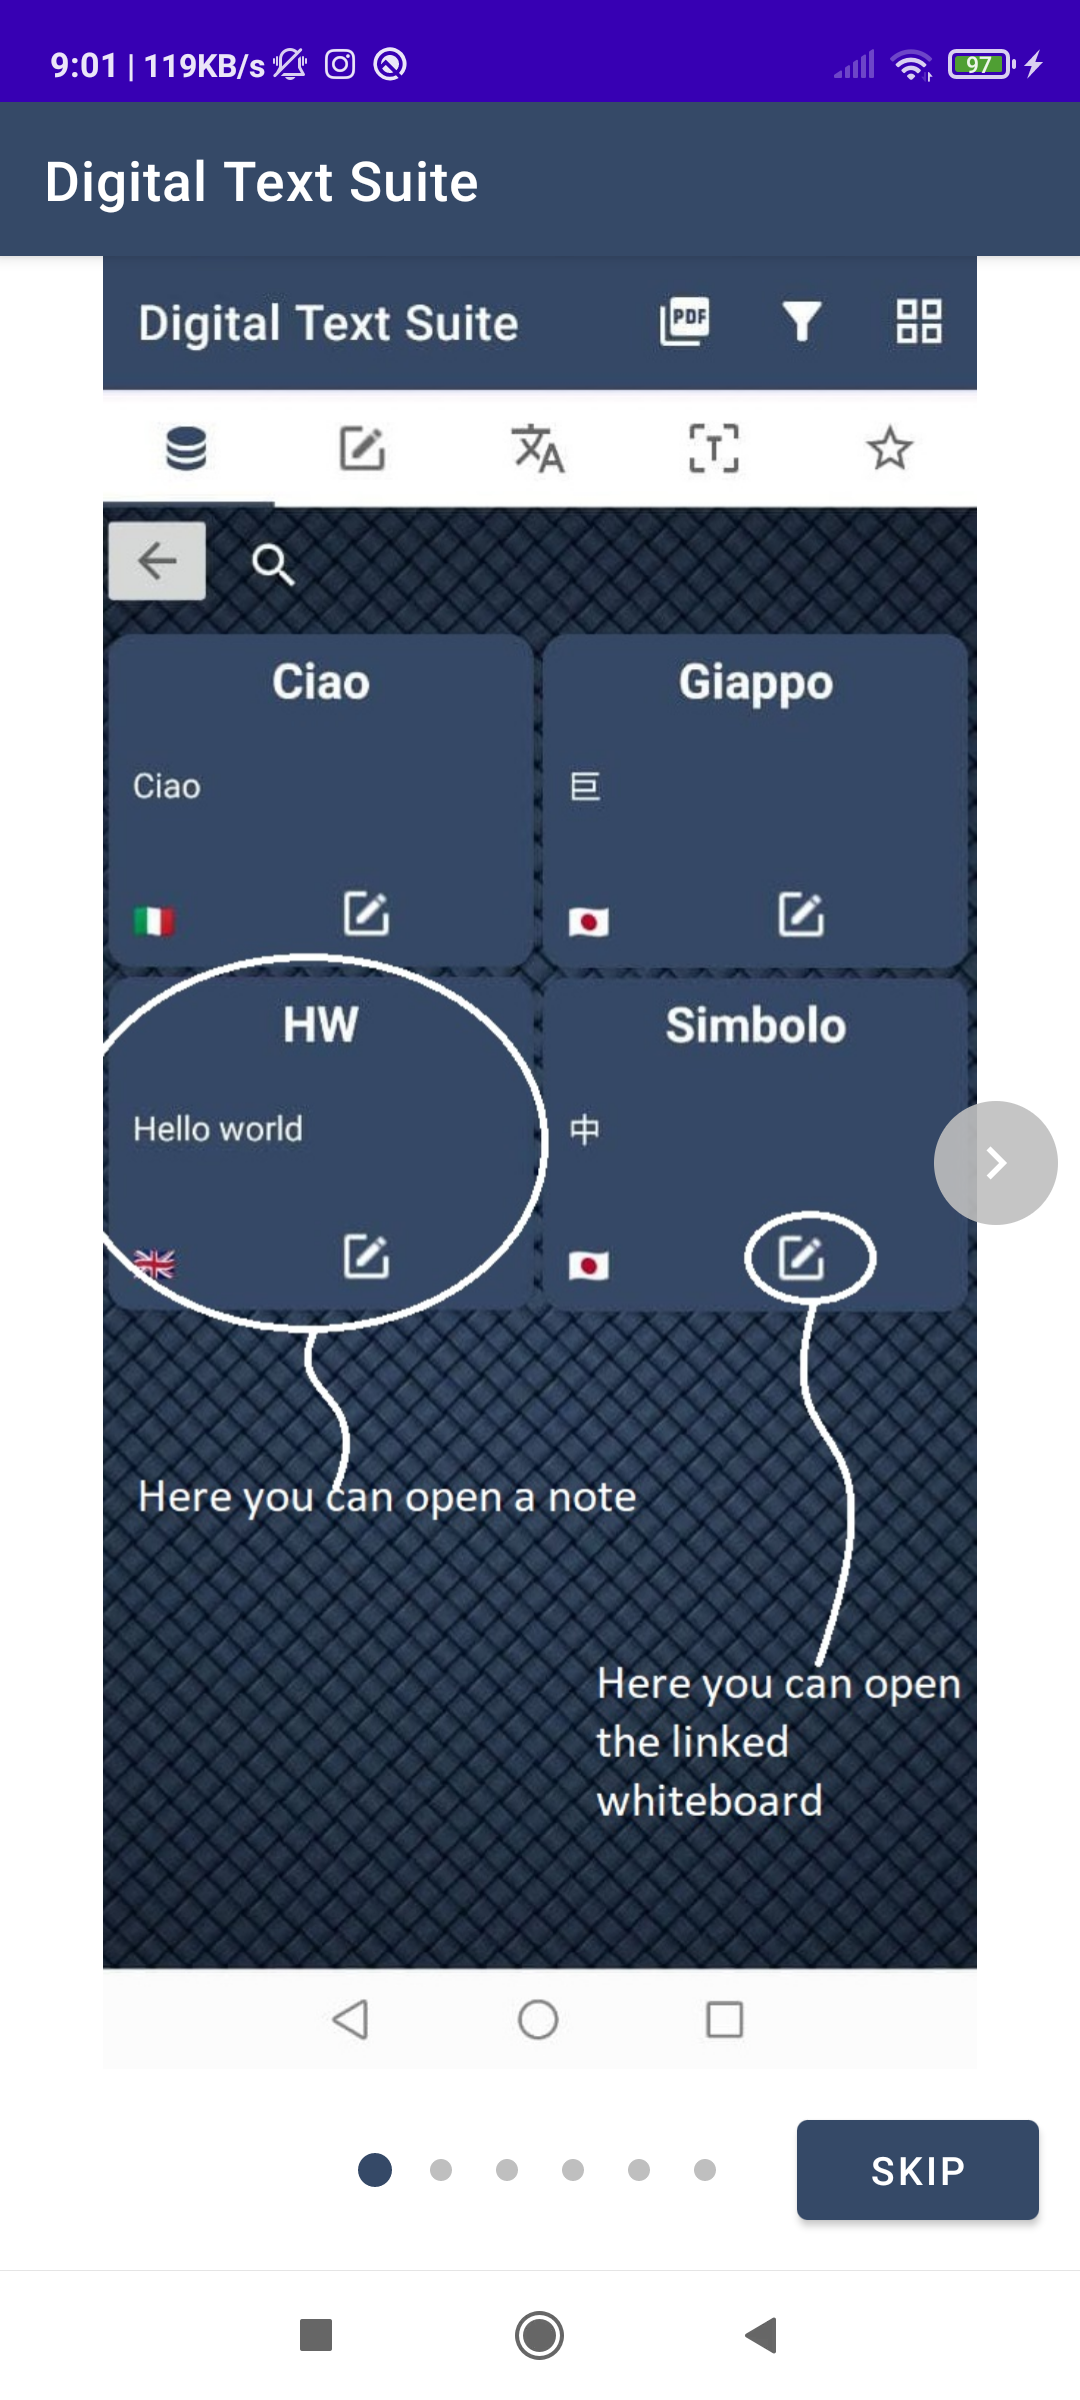 9:01 | 119KB/s 97
Digital Text Suite
Digital Text Suite PDF
Ciao
Giappo
Ciao
巨
HW
Simbolo
Hello world
中
Here you can open a note
Here you can open
the linked
whiteboard
SKIP